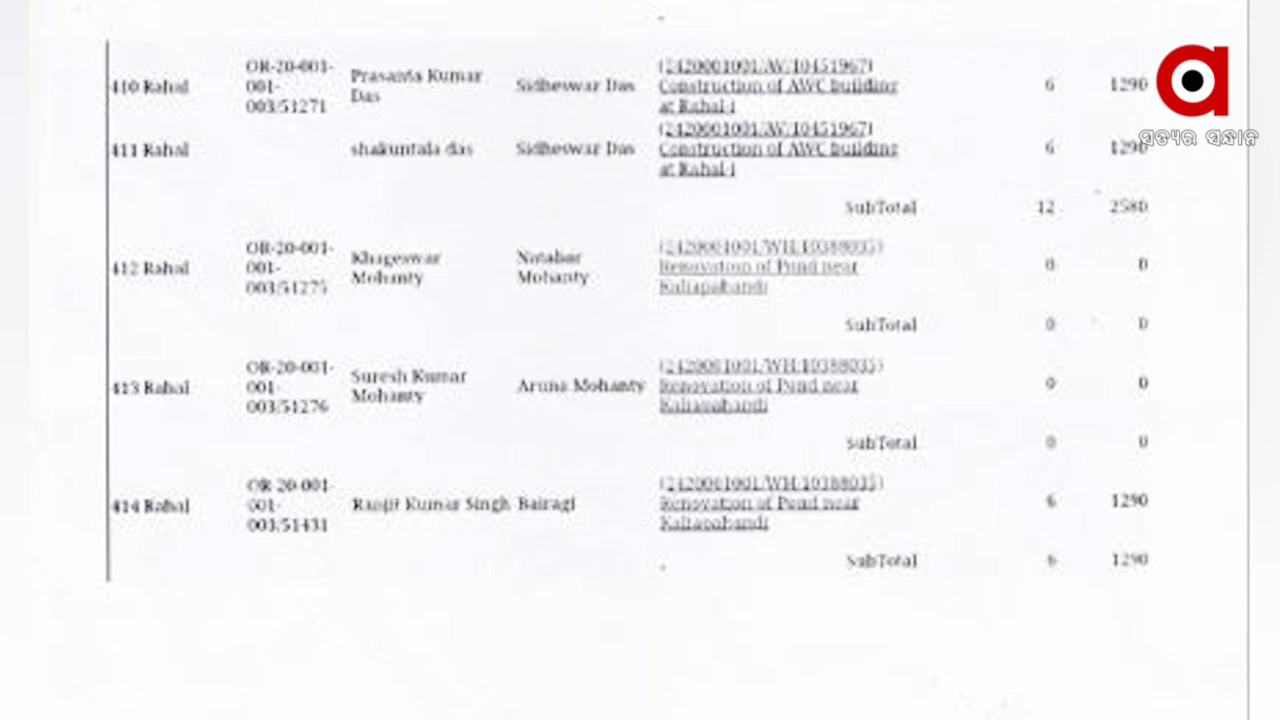 410 Rahal OR-20-001-001-003/51271 Prasanta Kumar Das Sidheswar Das (2420001001/AV/10451967) Construction of AWC building at Rahal-i 6 1290
411 Rahal shakuntala das Sidheswar Das (2420001001/AV/10451967) Construction of AWC building at Rahal-i 6 1290
SubTotal 12 2580
412 Rahal OR-20-001-001-003/51275 Khageswar Mohanty Natabar Mohanty (2420001001/WH/10388035) Renovation of Pond near 0 0
SubTotal 0 0
413 Rahal OR-20-001-001-003/51276 Suresh Kumar Mohanty Aruna Mohanty (2420001001/WH/10388035) Renovation of Pond near 0 0
SubTotal 0 0
414 Rahal OR-20-001-001-003/51431 Ranjit Kumar Singh Bairagi (2420001001/WH/10388035) Renovation of Pond near 6 1290
SubTotal 6 1290
ସତ୍ୟର ସନ୍ଧାନ